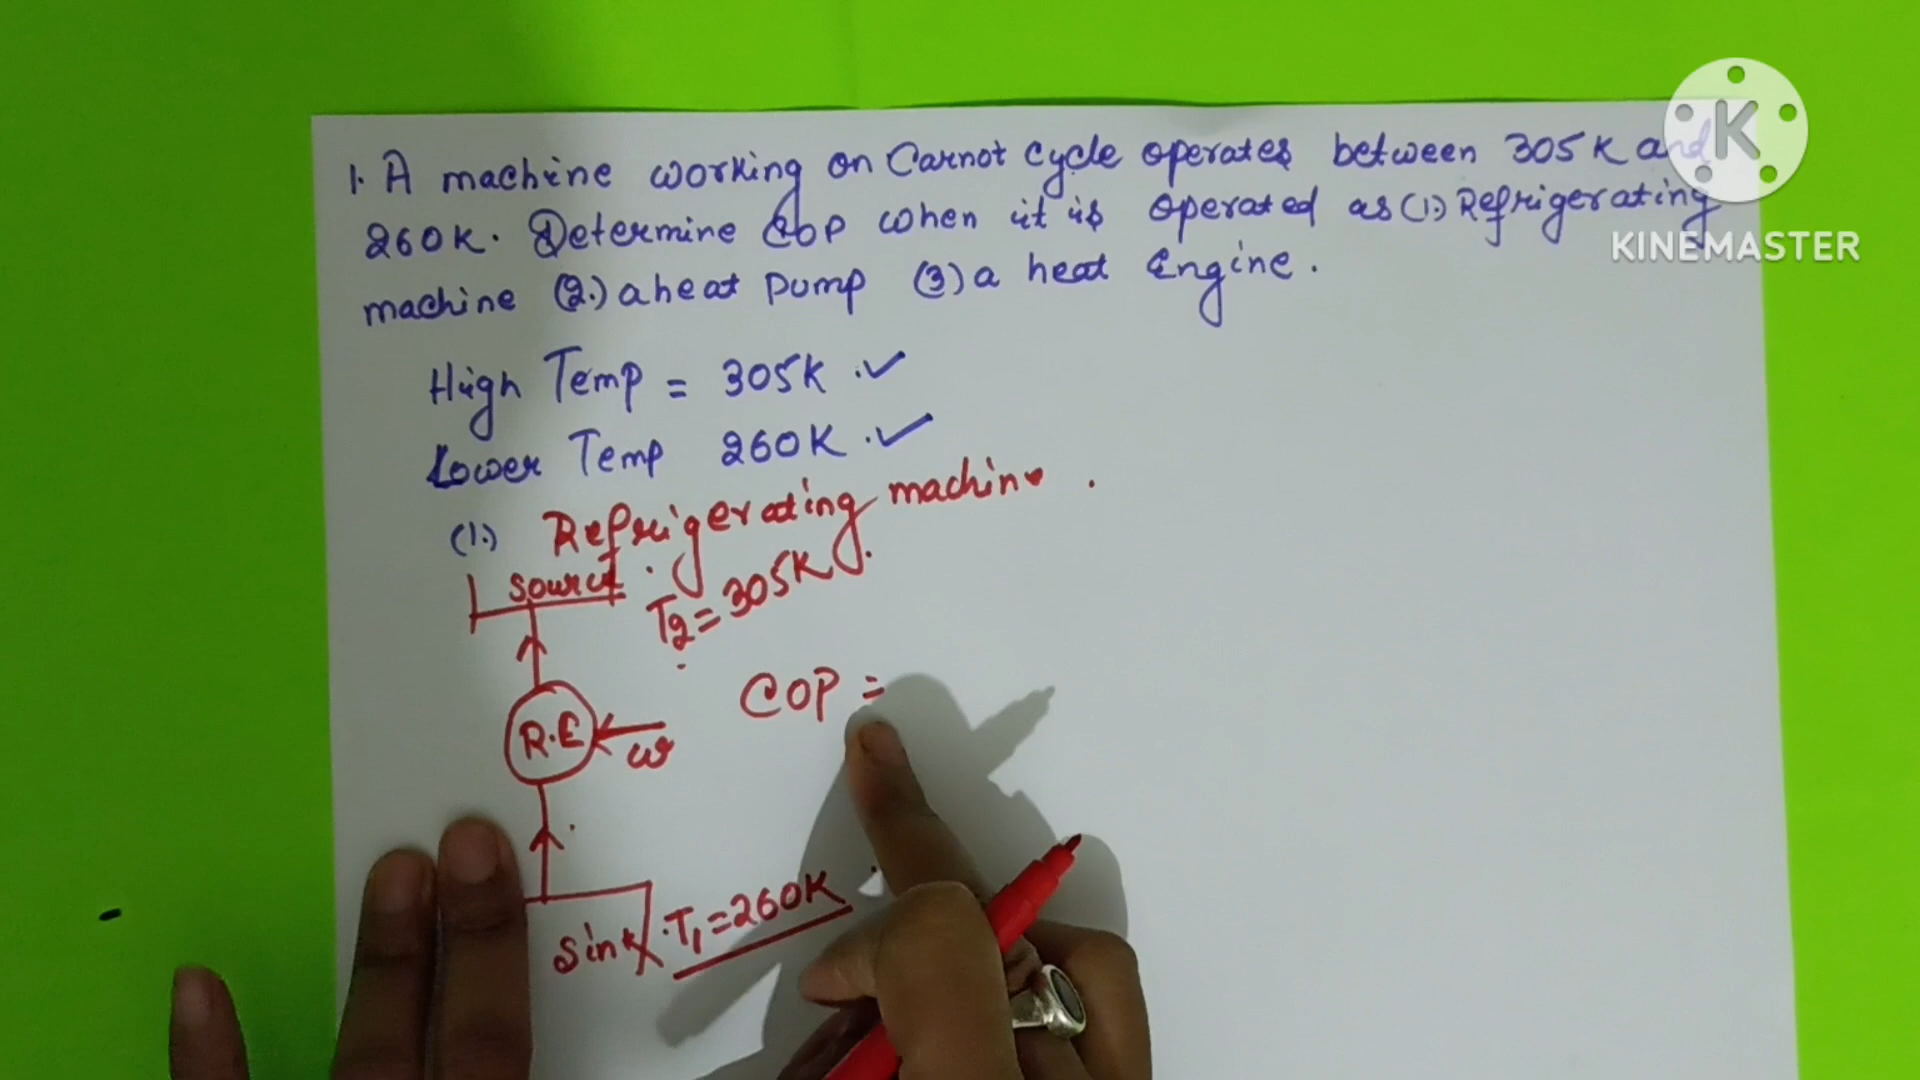 1. A machine working on Carnot cycle operates between 305K and
260K. Determine COP when it is operated as (1.) Refrigerating
machine (2.) a heat pump (3) a heat Engine.
High Temp = 305K.
Lower Temp 260K.
(1.) Refrigerating machine.
source.
T2 = 305K.
COP =
R.E
w
sink
T1 = 260K
K
KINEMASTER